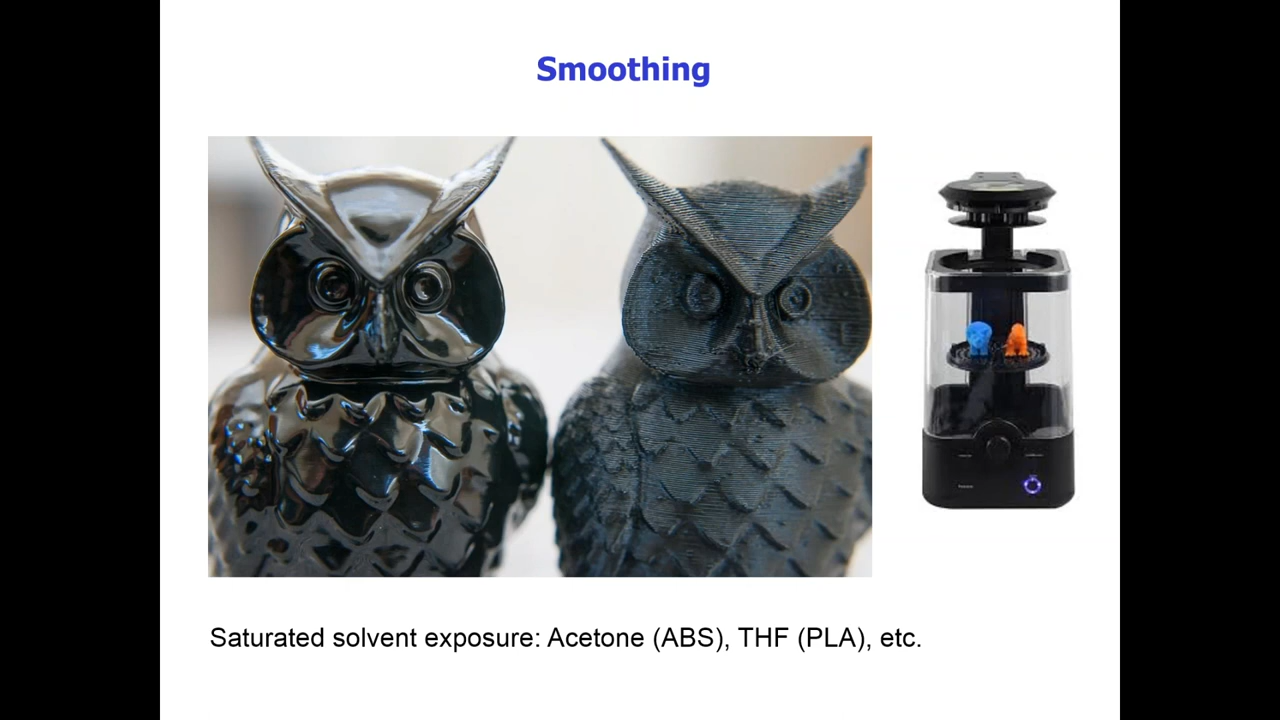 Smoothing
Saturated solvent exposure: Acetone (ABS), THF (PLA), etc.